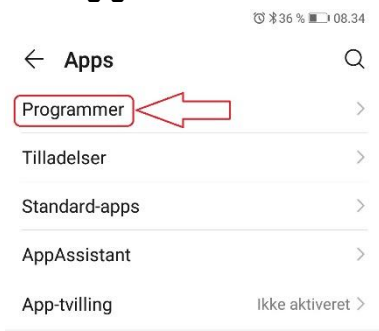 36 % 08.34
Apps
Programmer
Tilladelser
Standard-apps
AppAssistant
App-tvilling Ikke aktiveret